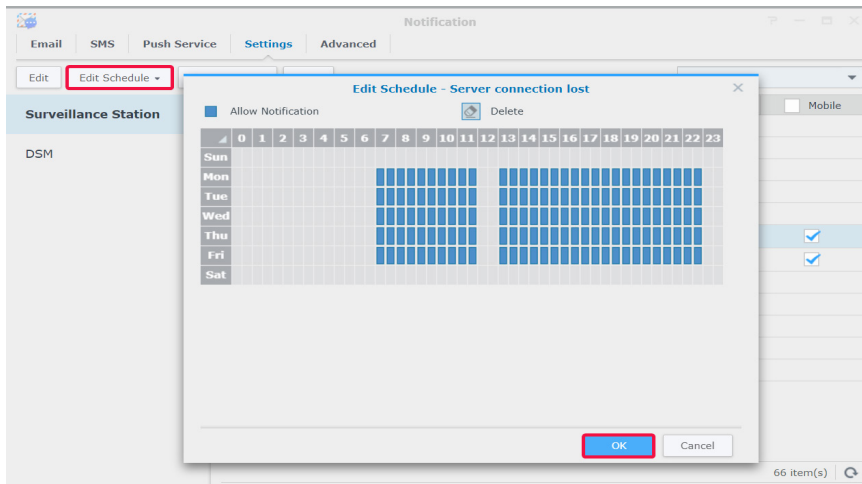 Notification
Email SMS Push Service Settings Advanced
Edit Edit Schedule
Edit Schedule - Server connection lost
Surveillance Station
Allow Notification Delete
Mobile
0 1 2 3 4 5 6 7 8 9 10 11 12 13 14 15 16 17 18 19 20 21 22 23
DSM
Sun
Mon
Tue
Wed
Thu
Fri
Sat
OK Cancel
66 item(s)